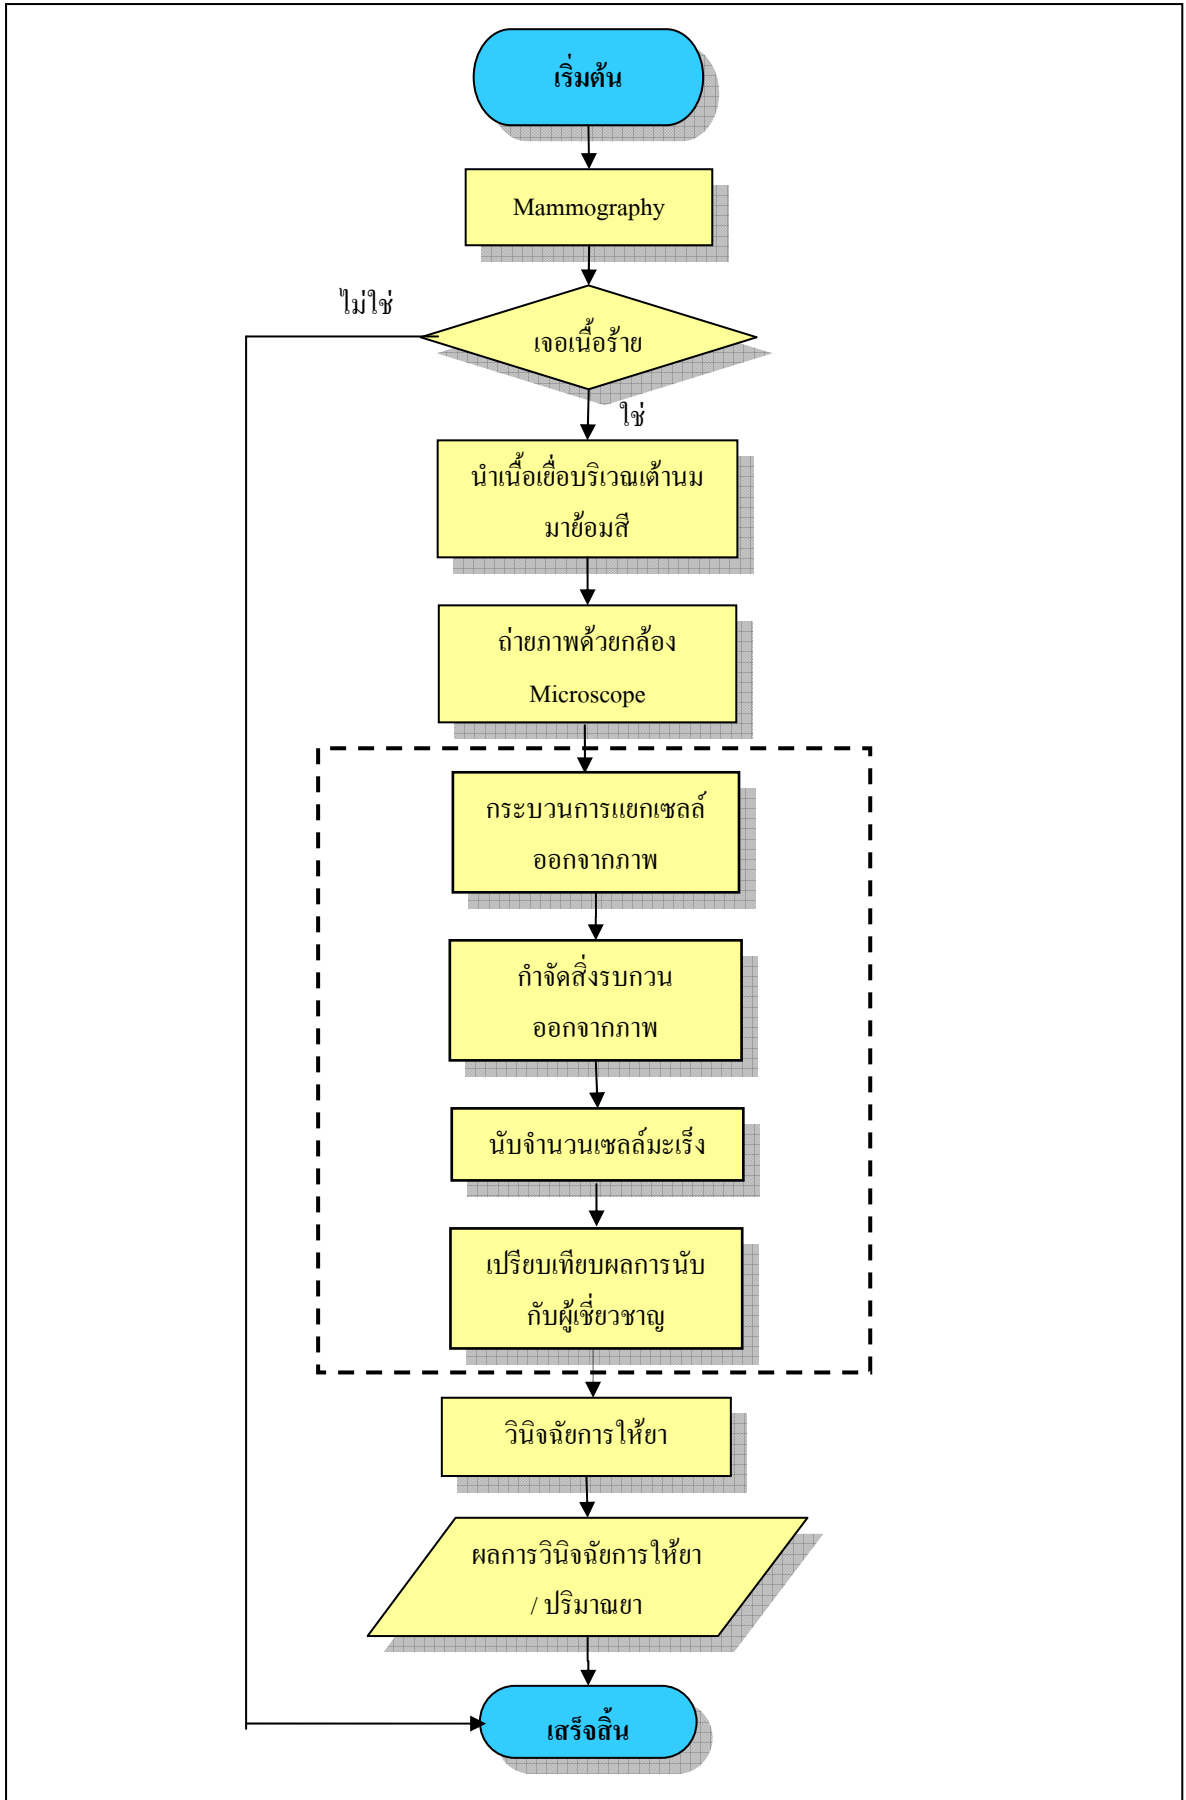 เริ่มต้น
Mammography
ไม่ใช่
เจอเนื้อร้าย
ใช่
นำเนื้อเยื่อบริเวณเต้านม
มาย้อมสี
ถ่ายภาพด้วยกล้อง
Microscope
กระบวนการแยกเซลล์
ออกจากภาพ
กำจัดสิ่งรบกวน
ออกจากภาพ
นับจำนวนเซลล์มะเร็ง
เปรียบเทียบผลการนับ
กับผู้เชี่ยวชาญ
วินิจฉัยการให้ยา
ผลการวินิจฉัยการให้ยา
/ ปริมาณยา
เสร็จสิ้น